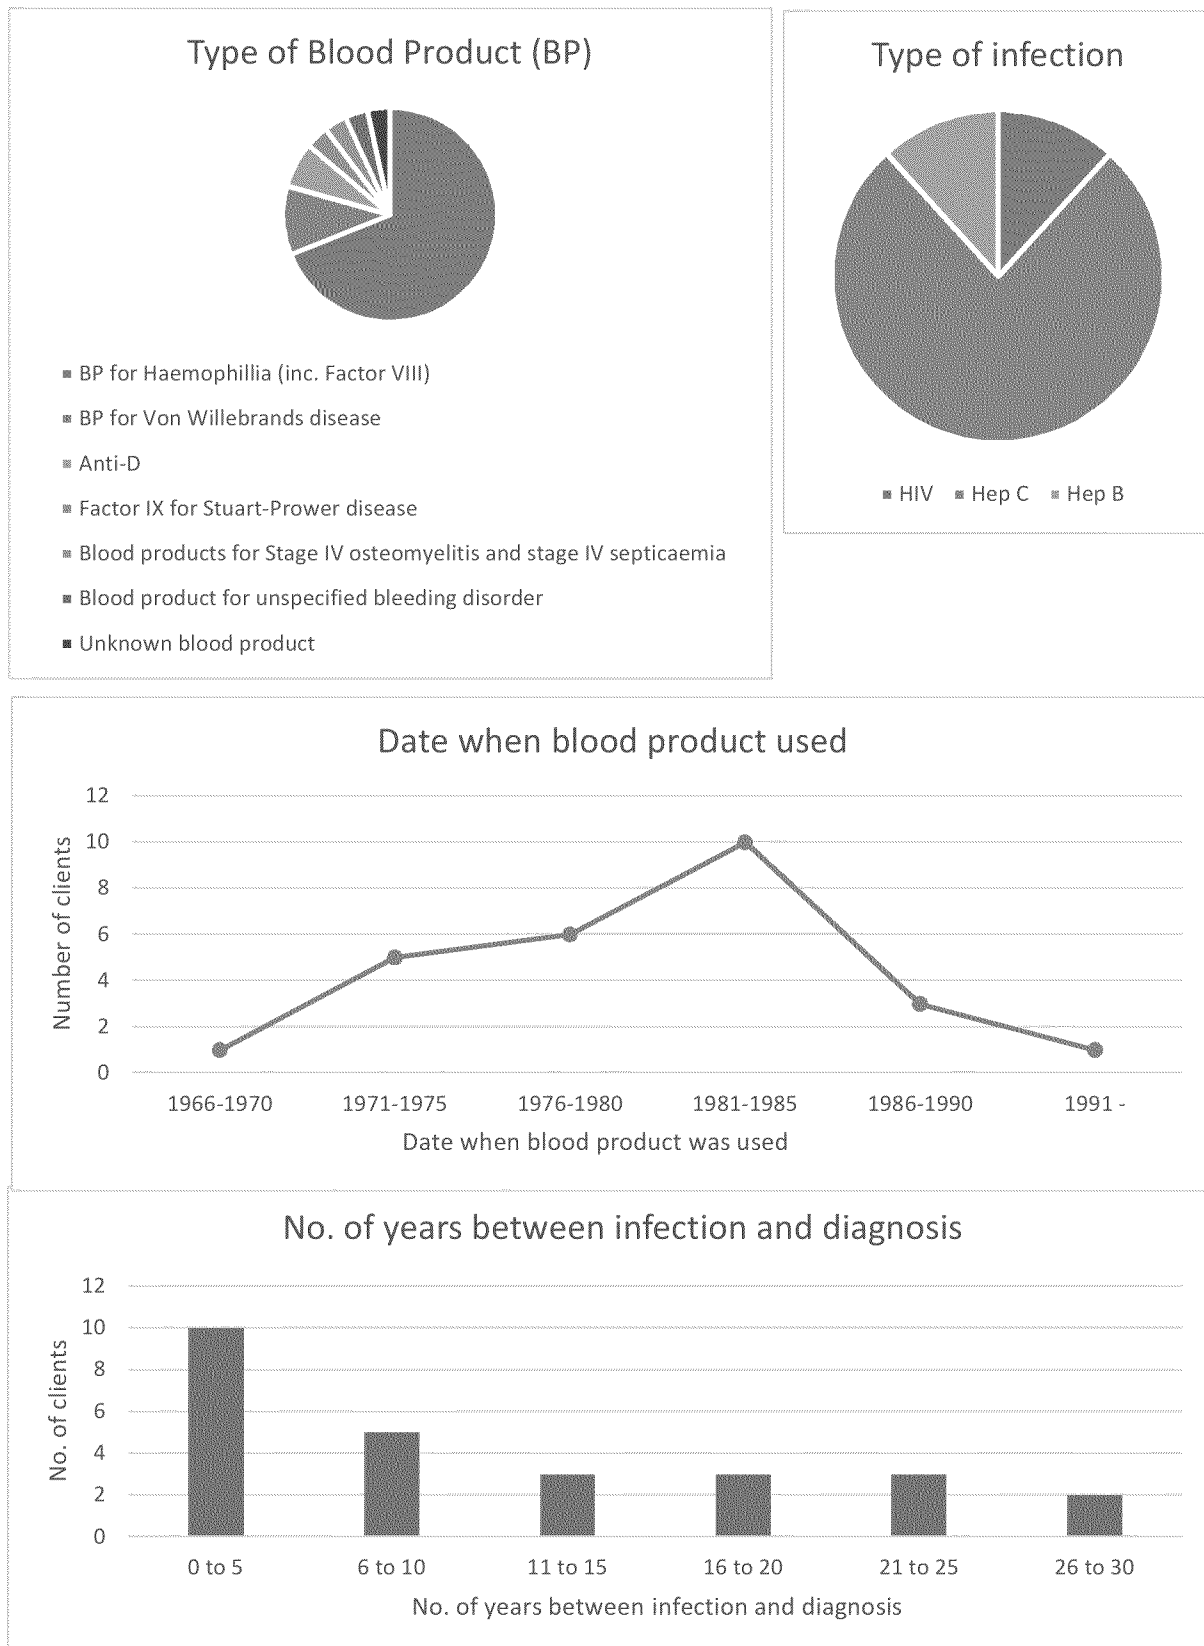 Type of Blood Product (BP)
BP for Haemophillia (inc. Factor VIII)
BP for Von Willebrands disease
Anti-D
Factor IX for Stuart-Prower disease
Blood products for Stage IV osteomyelitis and stage IV septicaemia
Blood product for unspecified bleeding disorder
Unknown blood product
Type of infection
HIV Hep C Hep B
Date when blood product used
Number of clients
12
10
8
6
4
2
0
1966-1970 1971-1975 1976-1980 1981-1985 1986-1990 1991 -
Date when blood product was used
No. of years between infection and diagnosis
No. of clients
12
10
8
6
4
2
0
0 to 5 6 to 10 11 to 15 16 to 20 21 to 25 26 to 30
No. of years between infection and diagnosis